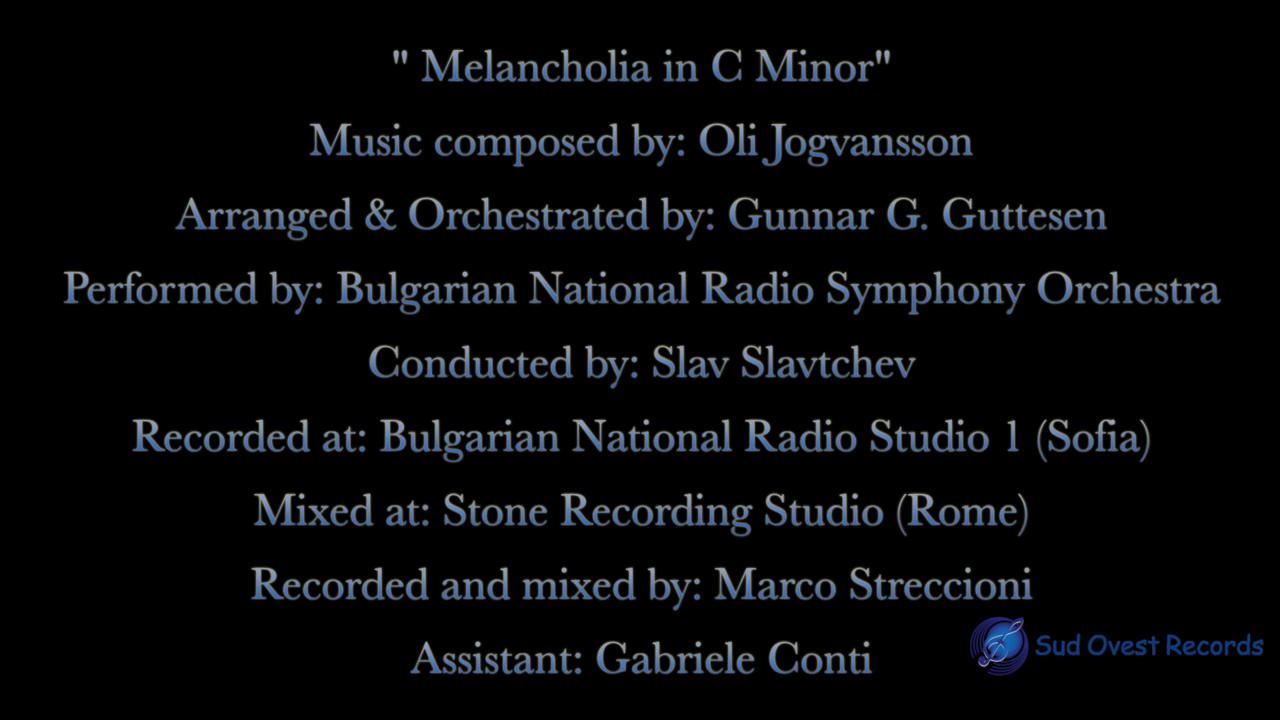 " Melancholia in C Minor"
Music composed by: Oli Jogvansson
Arranged & Orchestrated by: Gunnar G. Guttesen
Performed by: Bulgarian National Radio Symphony Orchestra
Conducted by: Slav Slavtchev
Recorded at: Bulgarian National Radio Studio 1 (Sofia)
Mixed at: Stone Recording Studio (Rome)
Recorded and mixed by: Marco Streccioni
Assistant: Gabriele Conti
Sud Ovest Records